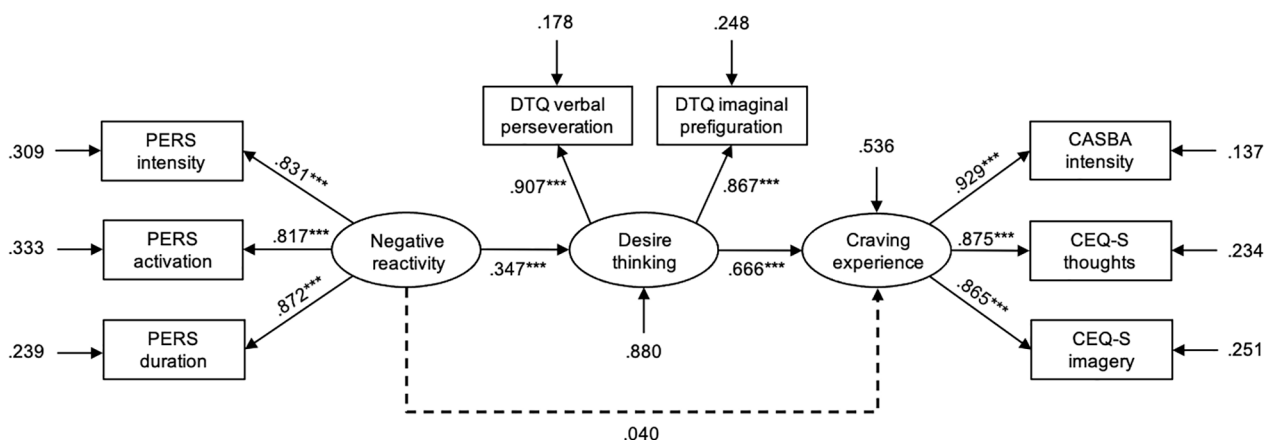 .178
.248
DTQ verbal
perseveration
DTQ imaginal
prefiguration
.309
PERS
intensity
.831***
.907***
.867***
.536
.929***
CASBA
intensity
.137
.333
PERS
activation
.817***
Negative
reactivity
.347***
Desire
thinking
.666***
Craving
experience
.875***
CEQ-S
thoughts
.234
.239
PERS
duration
.872***
.880
.865***
CEQ-S
imagery
.251
.040